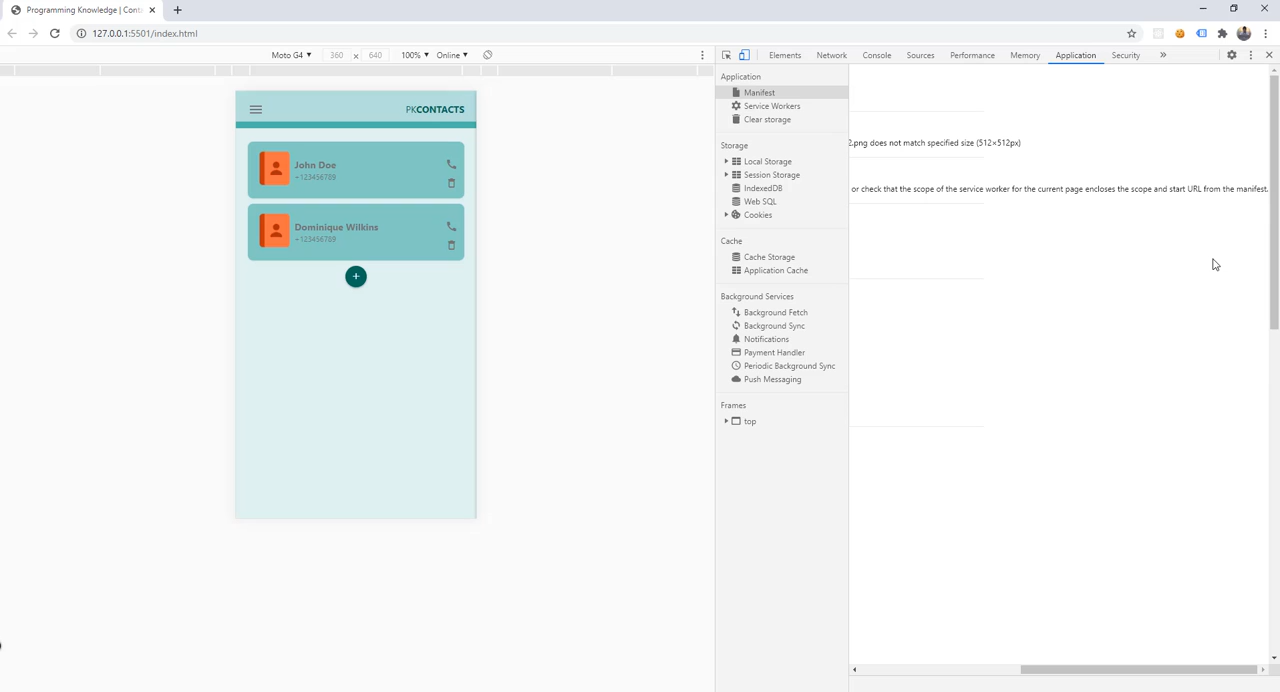 Programming Knowledge | Conta
127.0.0.1:5501/index.html
Moto G4 ▼ 360 x 640 100% ▼ Online ▼
Elements Network Console Sources Performance Memory Application Security »
PKCONTACTS
John Doe
+123456789
Dominique Wilkins
+123456789
+
Application
Manifest
Service Workers
Clear storage
Storage
Local Storage
Session Storage
IndexedDB
Web SQL
Cookies
Cache
Cache Storage
Application Cache
Background Services
Background Fetch
Background Sync
Notifications
Payment Handler
Periodic Background Sync
Push Messaging
Frames
top
2.png does not match specified size (512×512px)
or check that the scope of the service worker for the current page encloses the scope and start URL from the manifest.